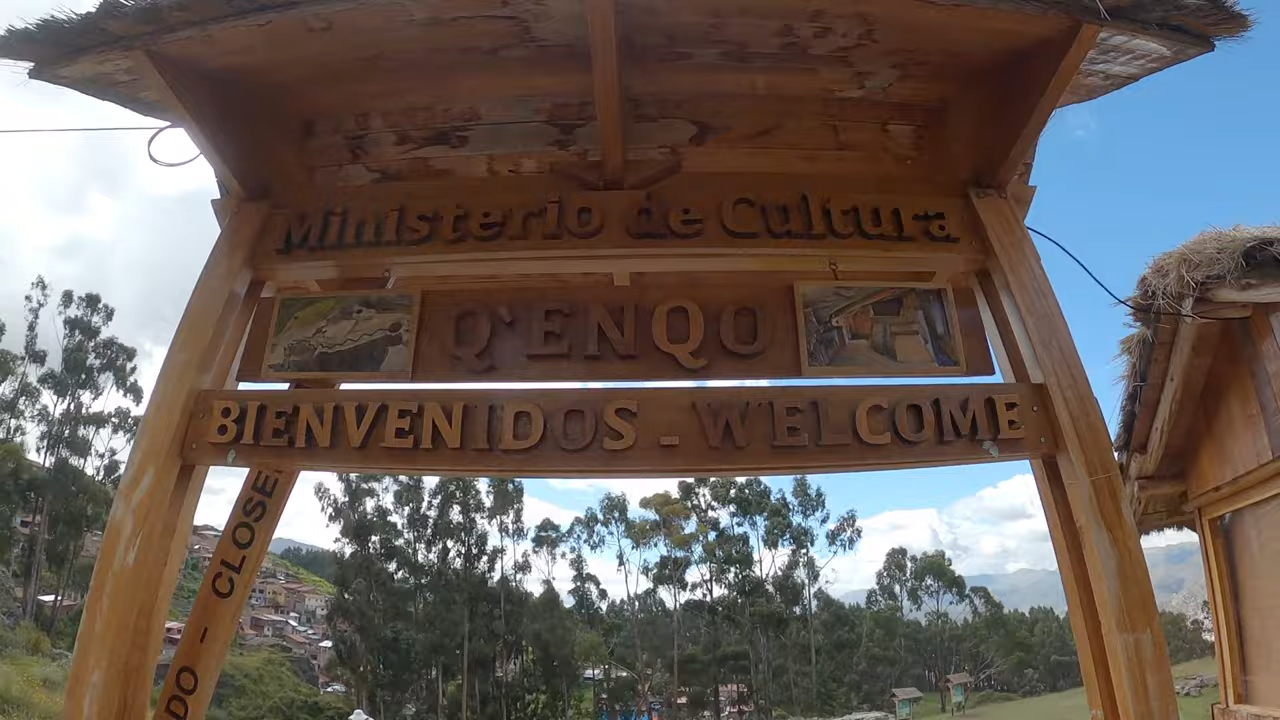 Ministerio de Cultura
Q`ENQO
BIENVENIDOS - WELCOME
DO - CLOSE